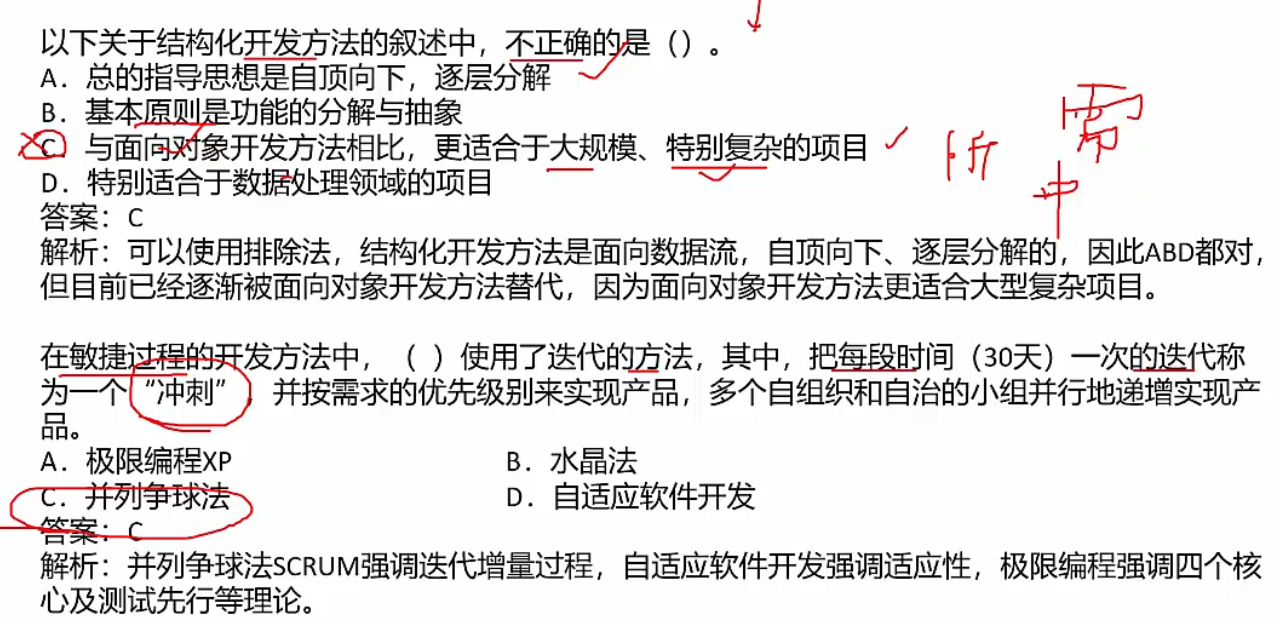 以下关于结构化开发方法的叙述中，不正确的是（）。
A．总的指导思想是自顶向下，逐层分解
B．基本原则是功能的分解与抽象
C．与面向对象开发方法相比，更适合于大规模、特别复杂的项目
D．特别适合于数据处理领域的项目
答案：C
解析：可以使用排除法，结构化开发方法是面向数据流，自顶向下、逐层分解的，因此ABD都对，
但目前已经逐渐被面向对象开发方法替代，因为面向对象开发方法更适合大型复杂项目。
在敏捷过程的开发方法中，（ ）使用了迭代的方法，其中，把每段时间（30天）一次的迭代称
为一个“冲刺”，并按需求的优先级别来实现产品，多个自组织和自治的小组并行地递增实现产
品。
A．极限编程XP B．水晶法
C．并列争球法 D．自适应软件开发
答案：C
解析：并列争球法SCRUM强调迭代增量过程，自适应软件开发强调适应性，极限编程强调四个核
心及测试先行等理论。
需
中